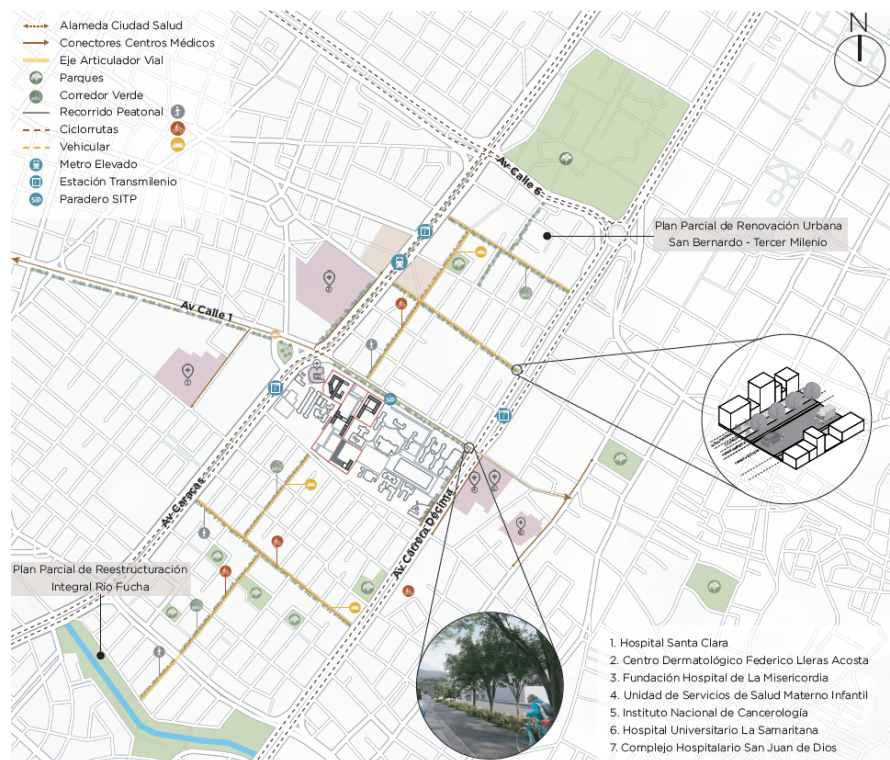 Alameda Ciudad Salud
Conectores Centros Médicos
Eje Articulador Vial
Parques
Corredor Verde
Recorrido Peatonal
Ciclorrutas
Vehicular
Metro Elevado
Estación Transmilenio
Paradero SITP
N
Av Calle 6
Plan Parcial de Renovación Urbana
San Bernardo - Tercer Milenio
Av Calle 1
Av Caracas
Av Carrera Décima
Plan Parcial de Reestructuración
Integral Río Fucha
1. Hospital Santa Clara
2. Centro Dermatológico Federico Lleras Acosta
3. Fundación Hospital de La Misericordia
4. Unidad de Servicios de Salud Materno Infantil
5. Instituto Nacional de Cancerología
6. Hospital Universitario La Samaritana
7. Complejo Hospitalario San Juan de Dios